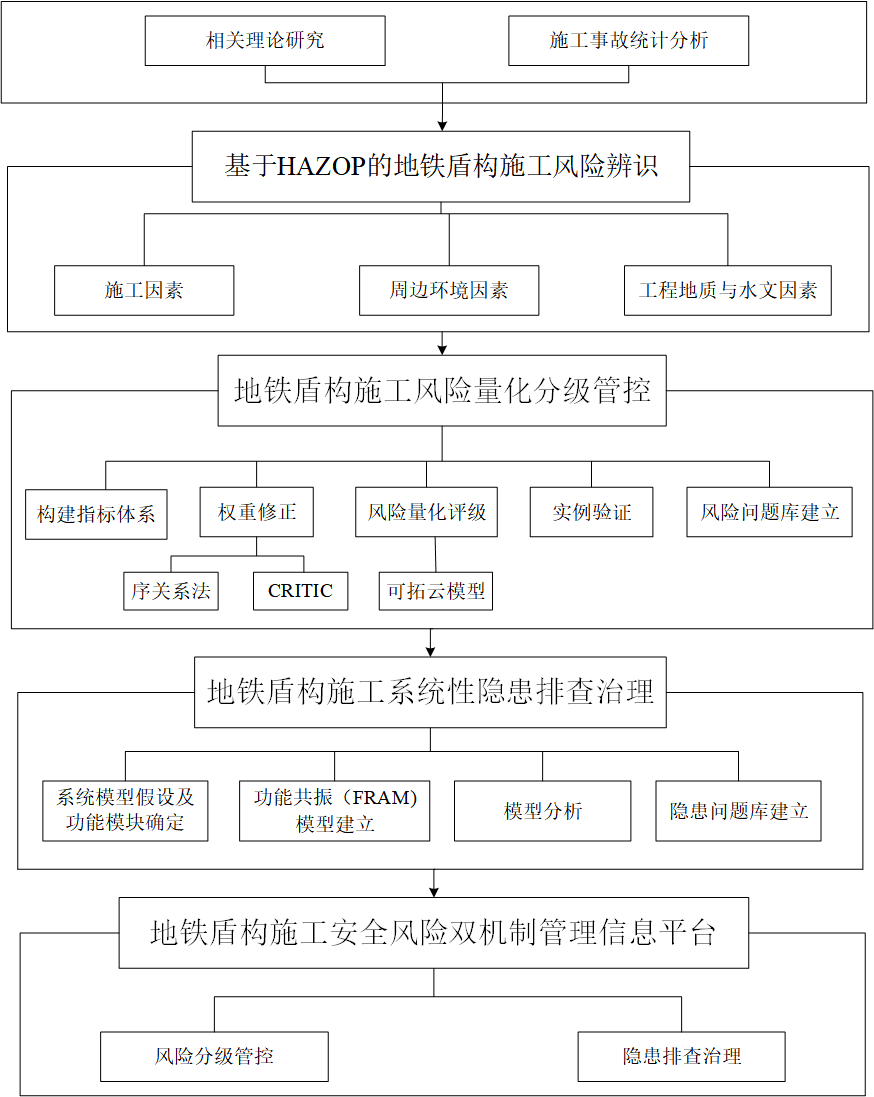 相关理论研究
施工事故统计分析
基于HAZOP的地铁盾构施工风险辨识
施工因素
周边环境因素
工程地质与水文因素
地铁盾构施工风险量化分级管控
构建指标体系
权重修正
风险量化评级
实例验证
风险问题库建立
序关系法
CRITIC
可拓云模型
地铁盾构施工系统性隐患排查治理
系统模型假设及
功能模块确定
功能共振（FRAM)
模型建立
模型分析
隐患问题库建立
地铁盾构施工安全风险双机制管理信息平台
风险分级管控
隐患排查治理